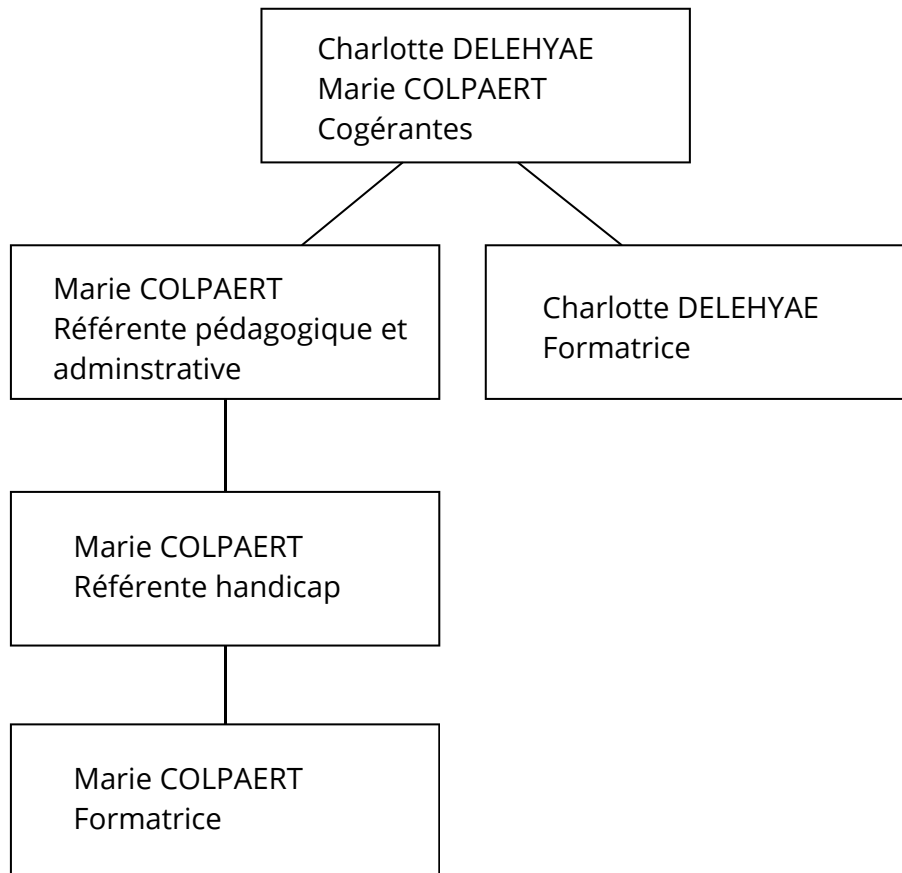 Charlotte DELEHYAE
Marie COLPAERT
Cogérantes
Marie COLPAERT
Référente pédagogique et
adminstrative
Charlotte DELEHYAE
Formatrice
Marie COLPAERT
Référente handicap
Marie COLPAERT
Formatrice